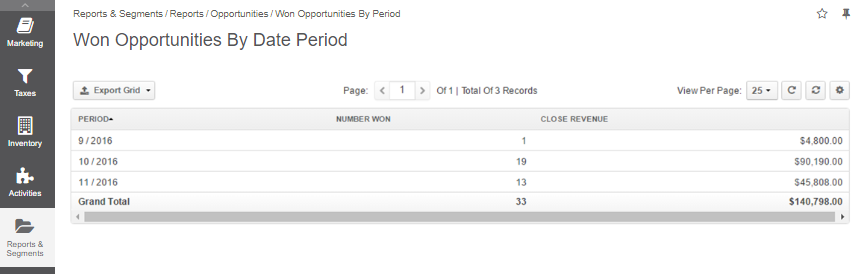 Marketing
Taxes
Inventory
Activities
Reports &
Segments
Reports & Segments / Reports / Opportunities / Won Opportunities By Period
Won Opportunities By Date Period
Export Grid Page: 1 Of 1 | Total Of 3 Records View Per Page: 25
PERIOD NUMBER WON CLOSE REVENUE
9 / 2016 1 $4,800.00
10 / 2016 19 $90,190.00
11 / 2016 13 $45,808.00
Grand Total 33 $140,798.00